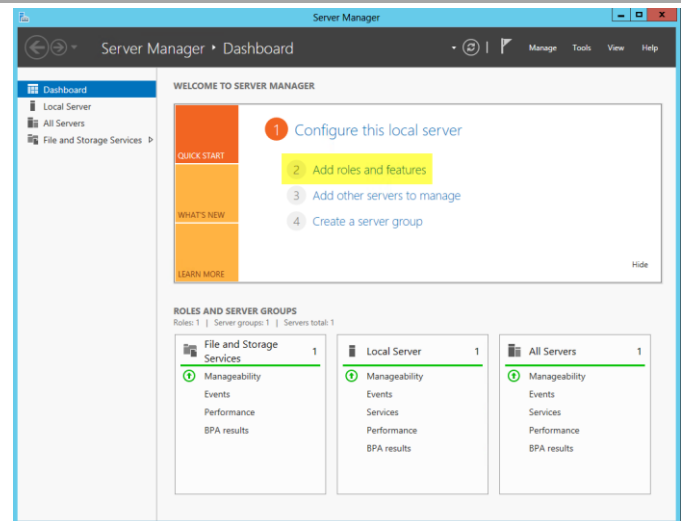 Server Manager
Server Manager • Dashboard
Manage Tools View Help
Dashboard
Local Server
All Servers
File and Storage Services
WELCOME TO SERVER MANAGER
QUICK START
WHAT'S NEW
LEARN MORE
1 Configure this local server
2 Add roles and features
3 Add other servers to manage
4 Create a server group
Hide
ROLES AND SERVER GROUPS
Roles: 1 | Server groups: 1 | Servers total: 1
File and Storage
Services 1
Manageability
Events
Performance
BPA results
Local Server 1
Manageability
Events
Services
Performance
BPA results
All Servers 1
Manageability
Events
Services
Performance
BPA results